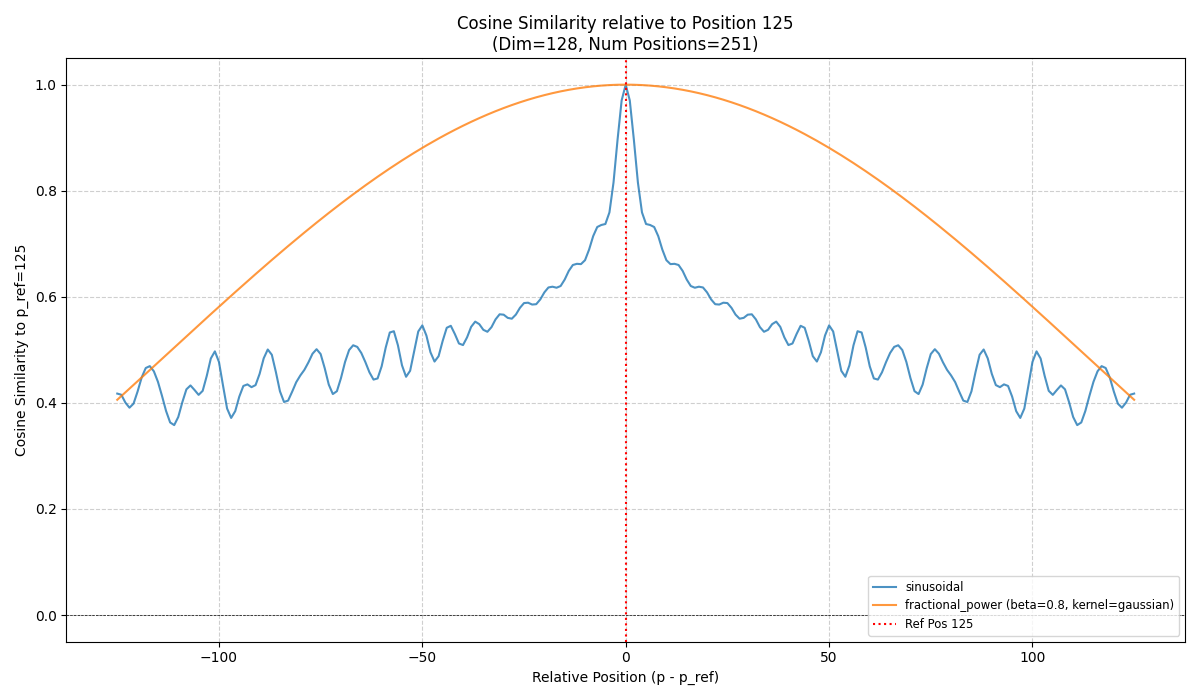 Cosine Similarity relative to Position 125
(Dim=128, Num Positions=251)
Cosine Similarity to p_ref=125
1.0
0.8
0.6
0.4
0.2
0.0
−100
−50
0
50
100
Relative Position (p - p_ref)
sinusoidal
fractional_power (beta=0.8, kernel=gaussian)
Ref Pos 125